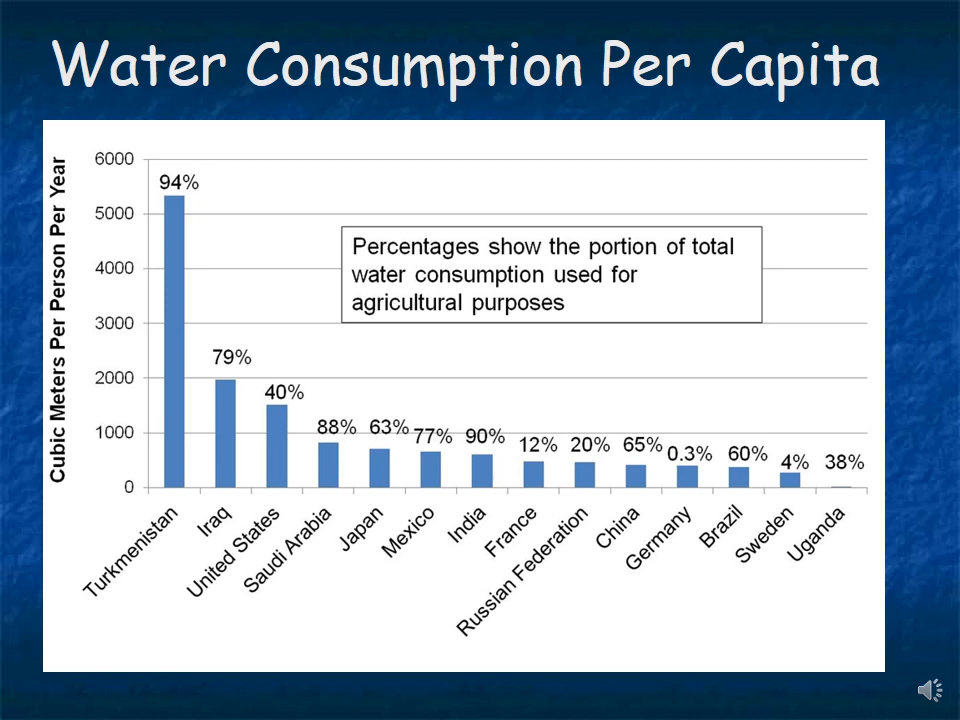 Water Consumption Per Capita
Cubic Meters Per Person Per Year
6000
5000
4000
3000
2000
1000
0
94%
79%
40%
88%
63%
77%
90%
12%
20%
65%
0.3%
60%
4%
38%
Percentages show the portion of total
water consumption used for
agricultural purposes
Turkmenistan
Iraq
United States
Saudi Arabia
Japan
Mexico
India
France
Russian Federation
China
Germany
Brazil
Sweden
Uganda